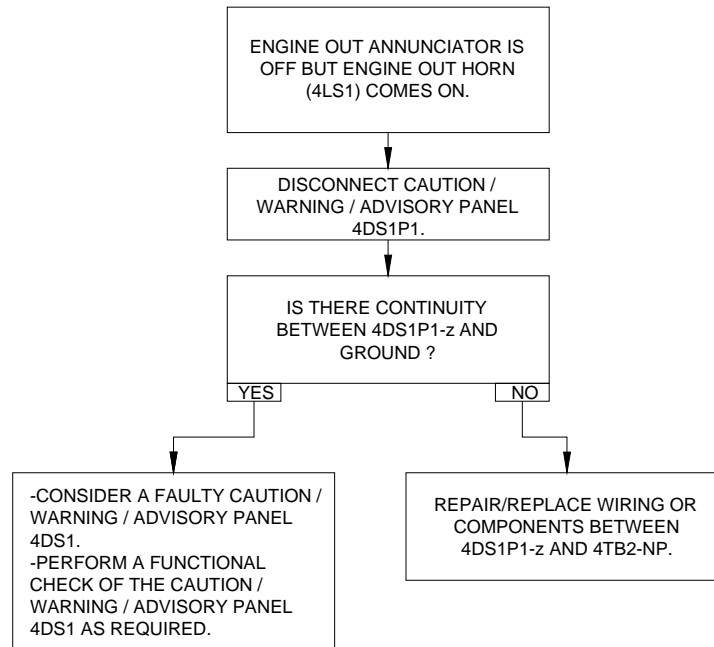 ENGINE OUT ANNUNCIATOR IS
OFF BUT ENGINE OUT HORN
(4LS1) COMES ON.
DISCONNECT CAUTION /
WARNING / ADVISORY PANEL
4DS1P1.
IS THERE CONTINUITY
BETWEEN 4DS1P1-z AND
GROUND ?
YES
NO
-CONSIDER A FAULTY CAUTION /
WARNING / ADVISORY PANEL
4DS1.
-PERFORM A FUNCTIONAL
CHECK OF THE CAUTION /
WARNING / ADVISORY PANEL
4DS1 AS REQUIRED.
REPAIR/REPLACE WIRING OR
COMPONENTS BETWEEN
4DS1P1-z AND 4TB2-NP.